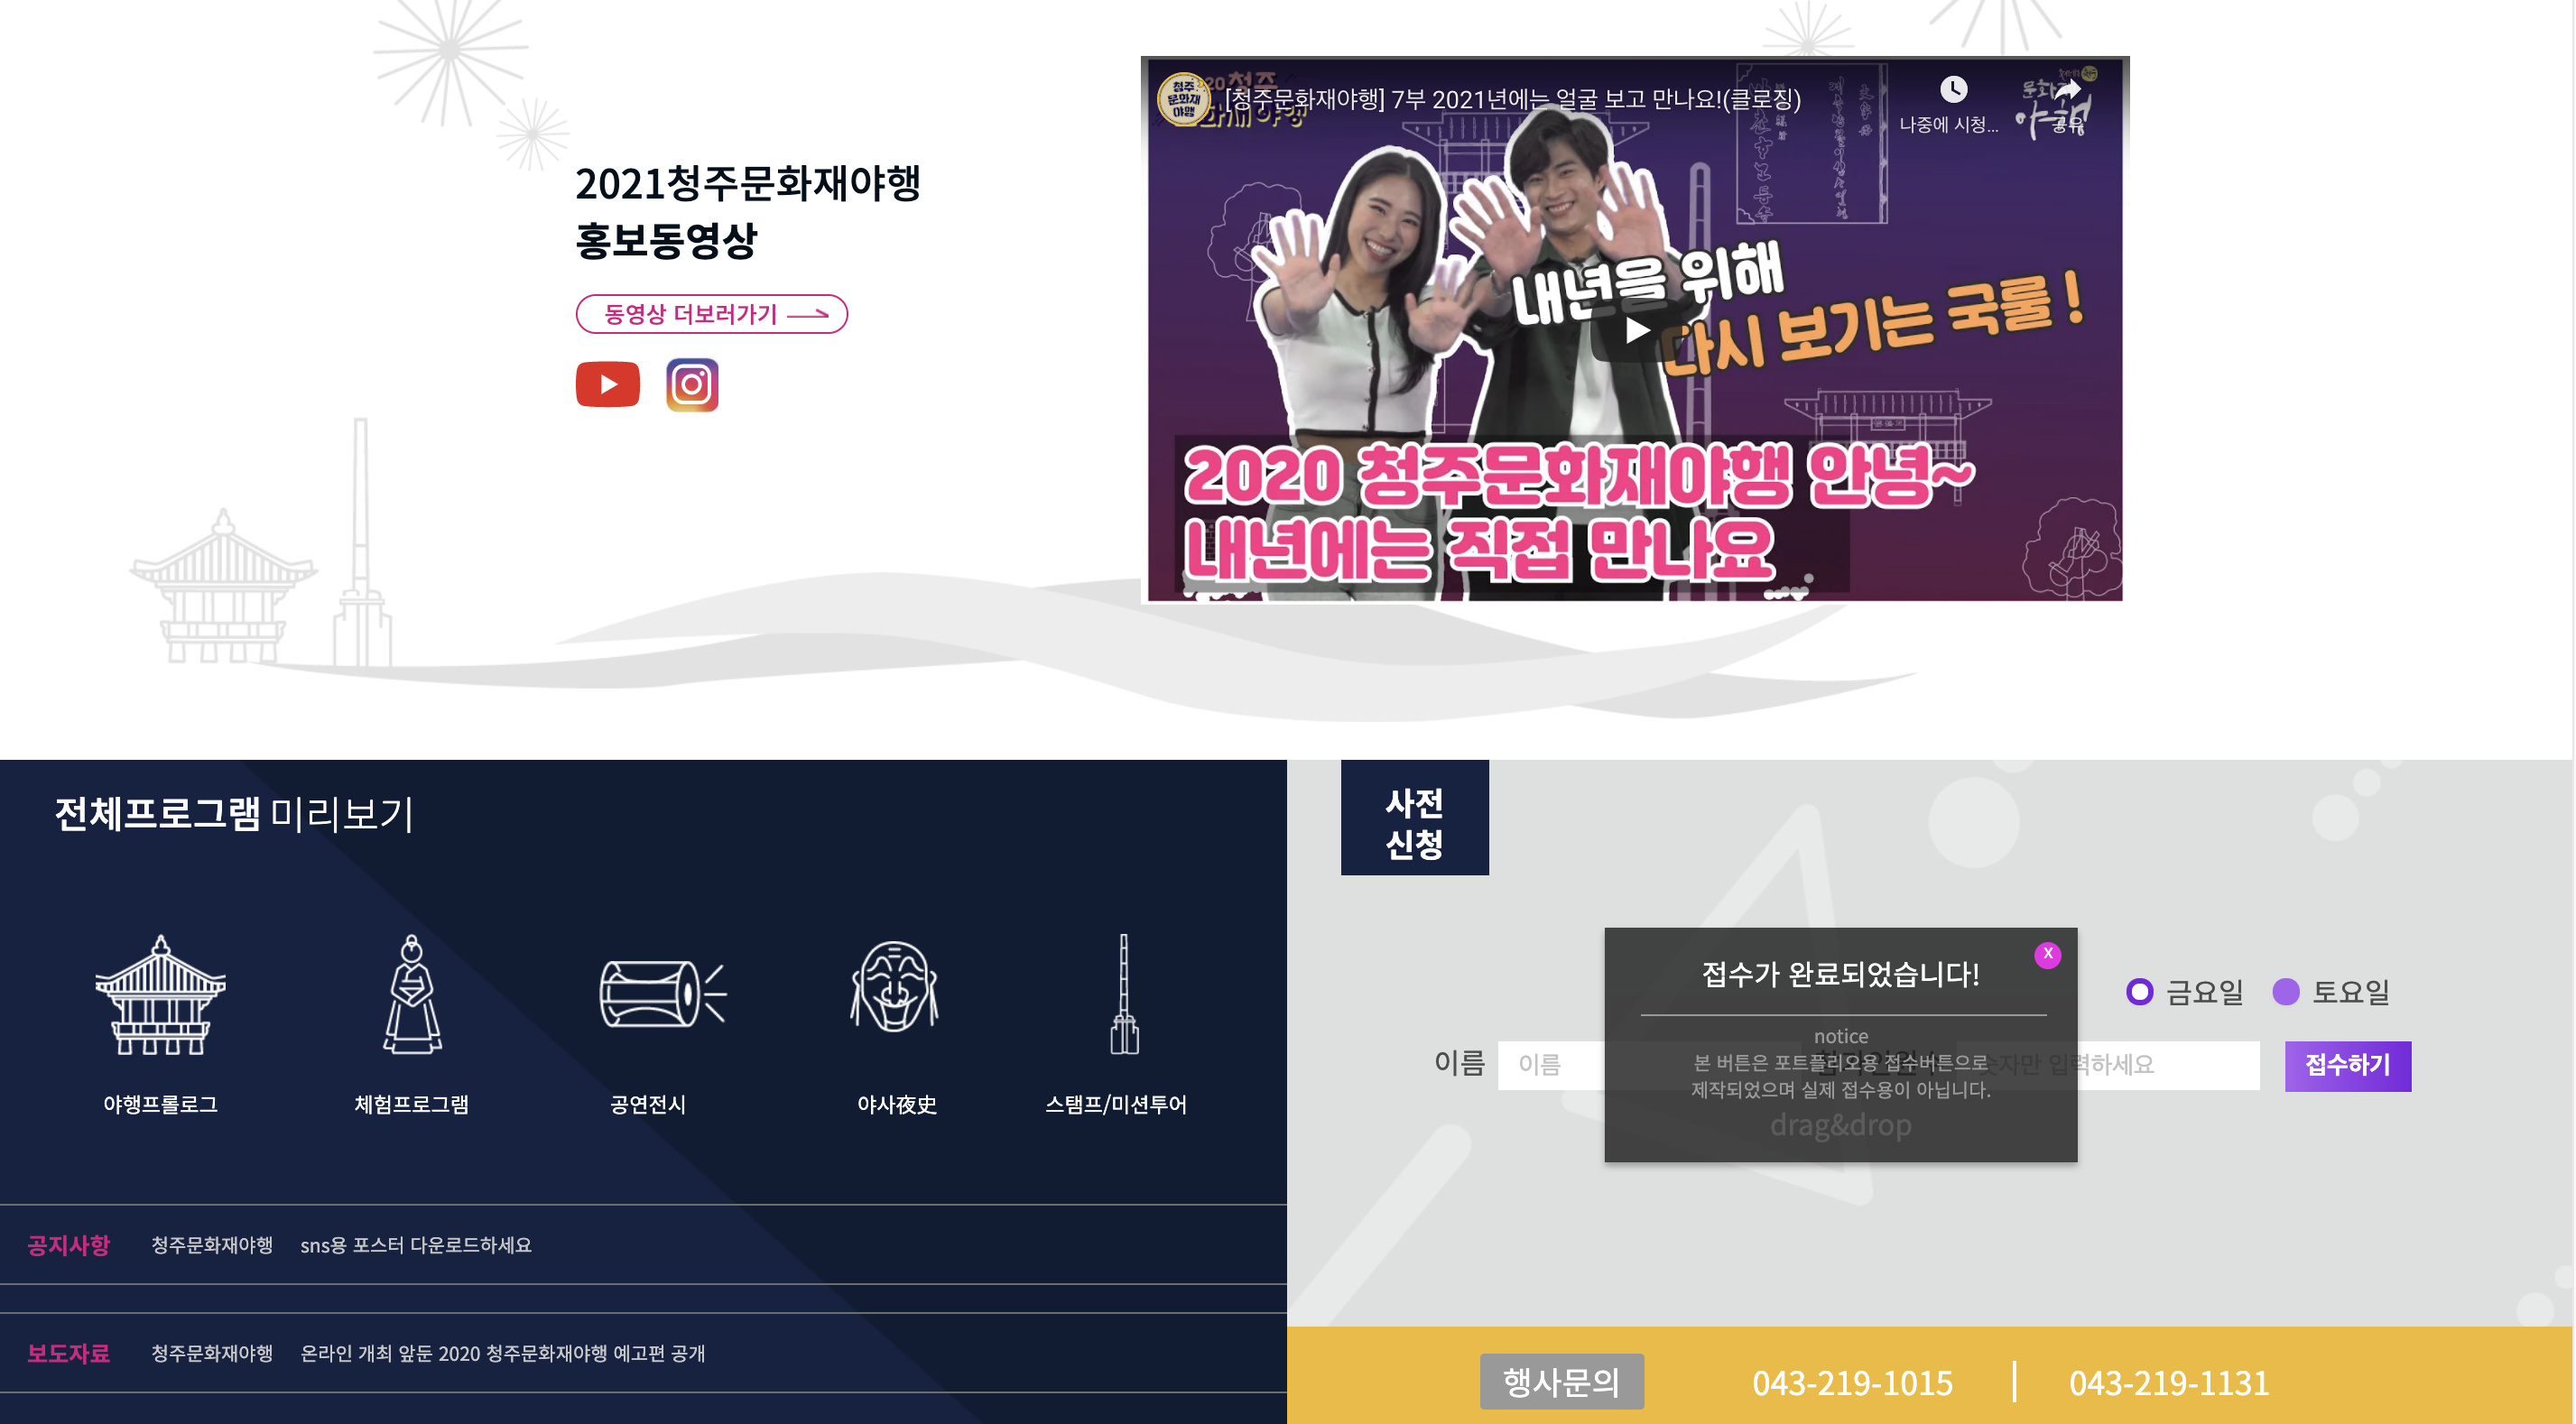 2021청주문화재야행
홍보동영상
동영상 더보러가기
청주
문화재
야행
[청주문화재야행] 7부 2021년에는 얼굴 보고 만나요!(클로징)
나중에 시청...
공유
내년을 위해
다시 보기는 국룰 !
2020 청주문화재야행 안녕~
내년에는 직접 만나요
전체프로그램 미리보기
야행프롤로그
체험프로그램
공연전시
야사夜史
스탬프/미션투어
공지사항 청주문화재야행 sns용 포스터 다운로드하세요
보도자료 청주문화재야행 온라인 개최 앞둔 2020 청주문화재야행 예고편 공개
사전
신청
금요일 토요일
이름 이름 숫자만 입력하세요 접수하기
X
접수가 완료되었습니다!
notice
본 버튼은 포트폴리오용 접수버튼으로
제작되었으며 실제 접수용이 아닙니다.
drag&drop
행사문의 043-219-1015 | 043-219-1131